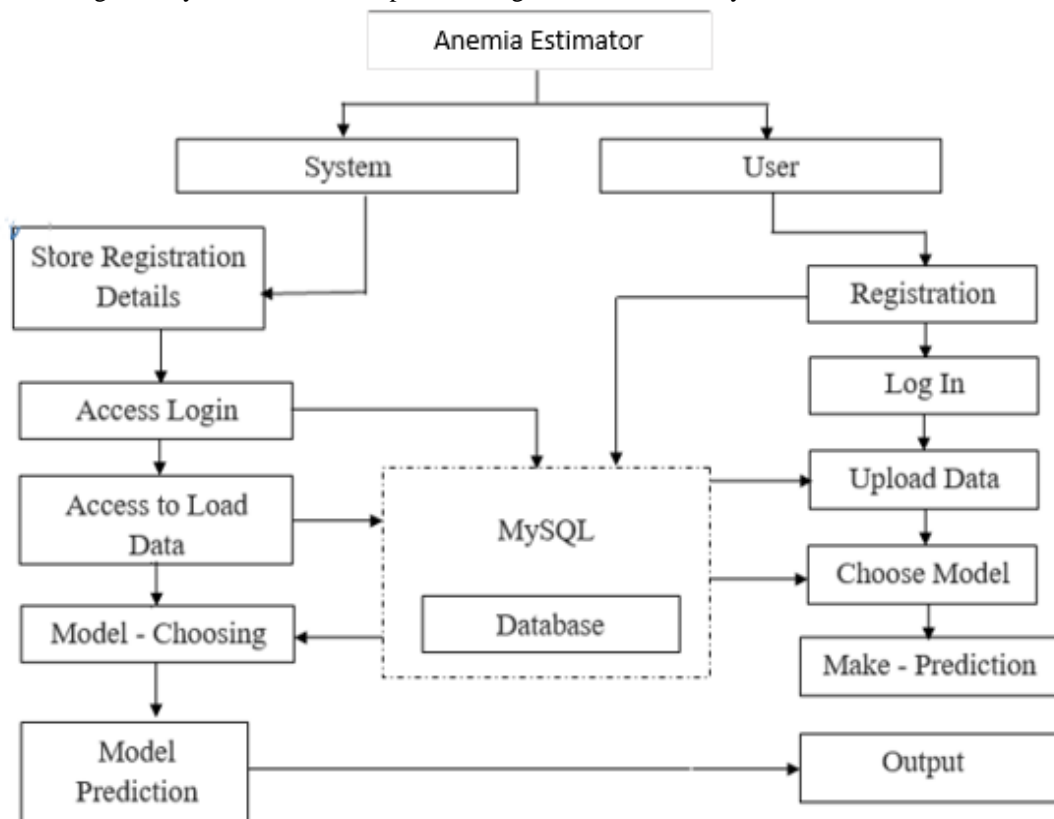 Anemia Estimator
System
User
Store Registration
Details
Registration
Access Login
Log In
Access to Load
Data
Upload Data
MySQL
Database
Choose Model
Model - Choosing
Make - Prediction
Model
Prediction
Output